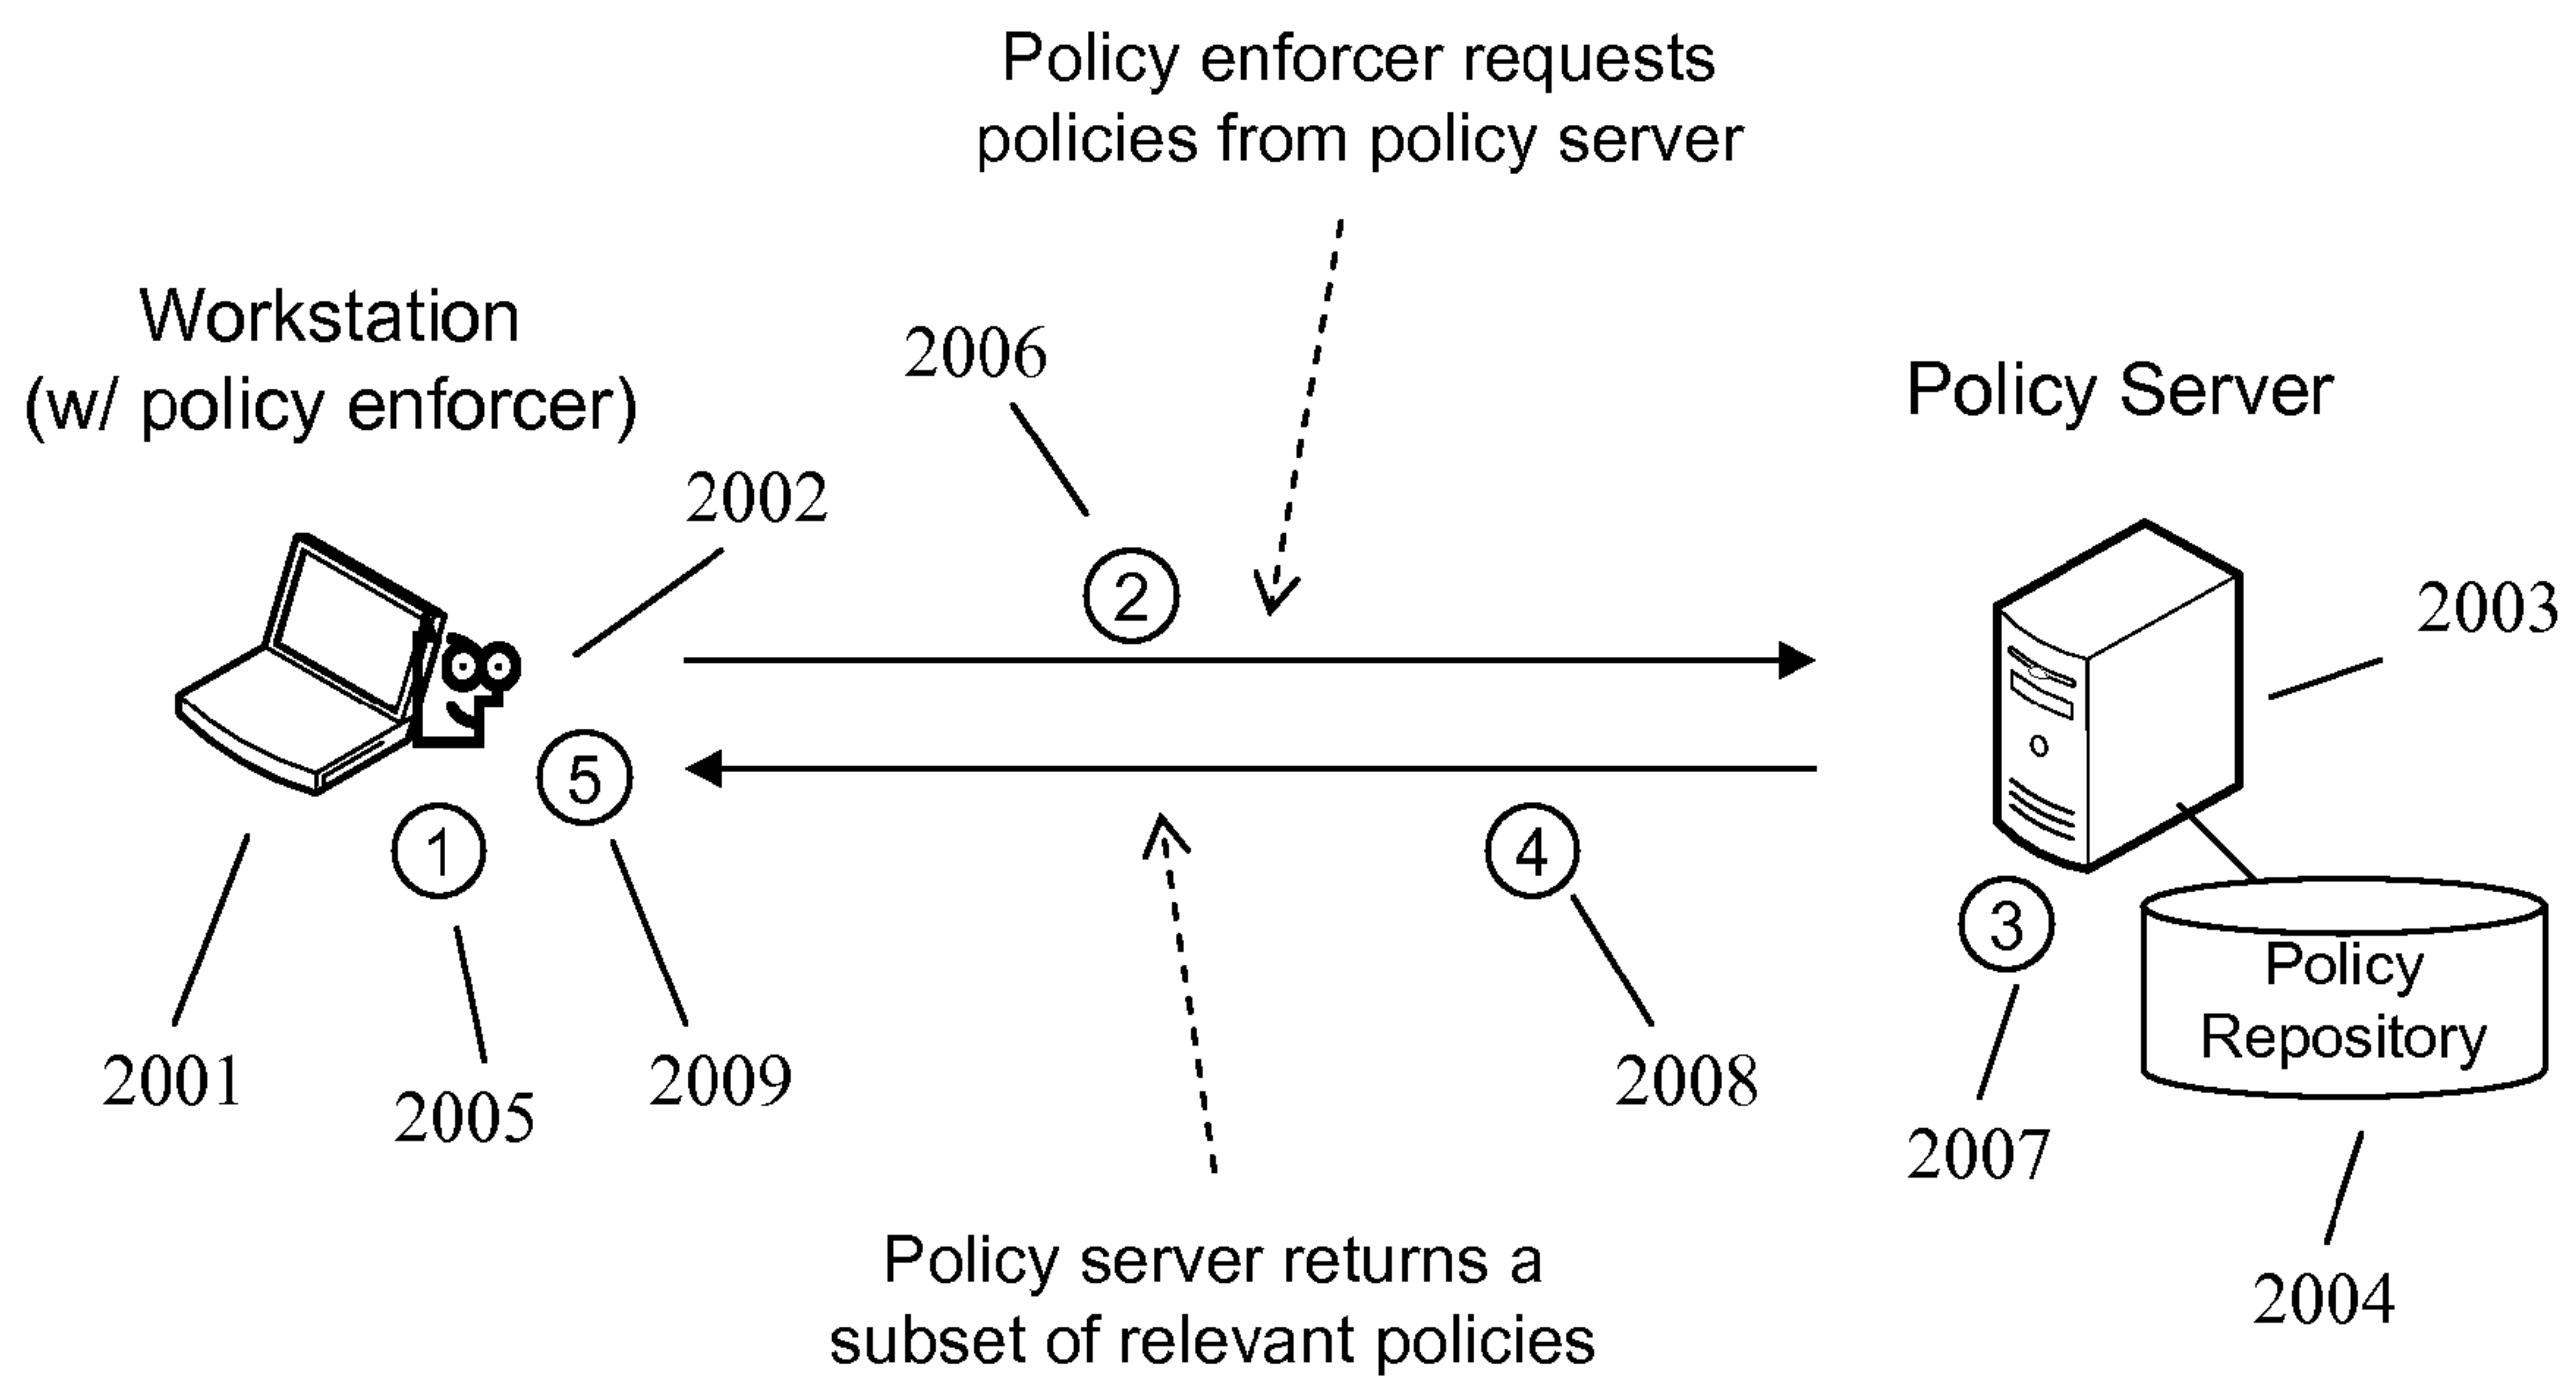 Policy enforcer requests
policies from policy server
Workstation
(w/ policy enforcer)
2006
Policy Server
2002
2
2003
5
1
4
3
Policy
Repository
2001
2005
2009
2008
2007
2004
Policy server returns a
subset of relevant policies